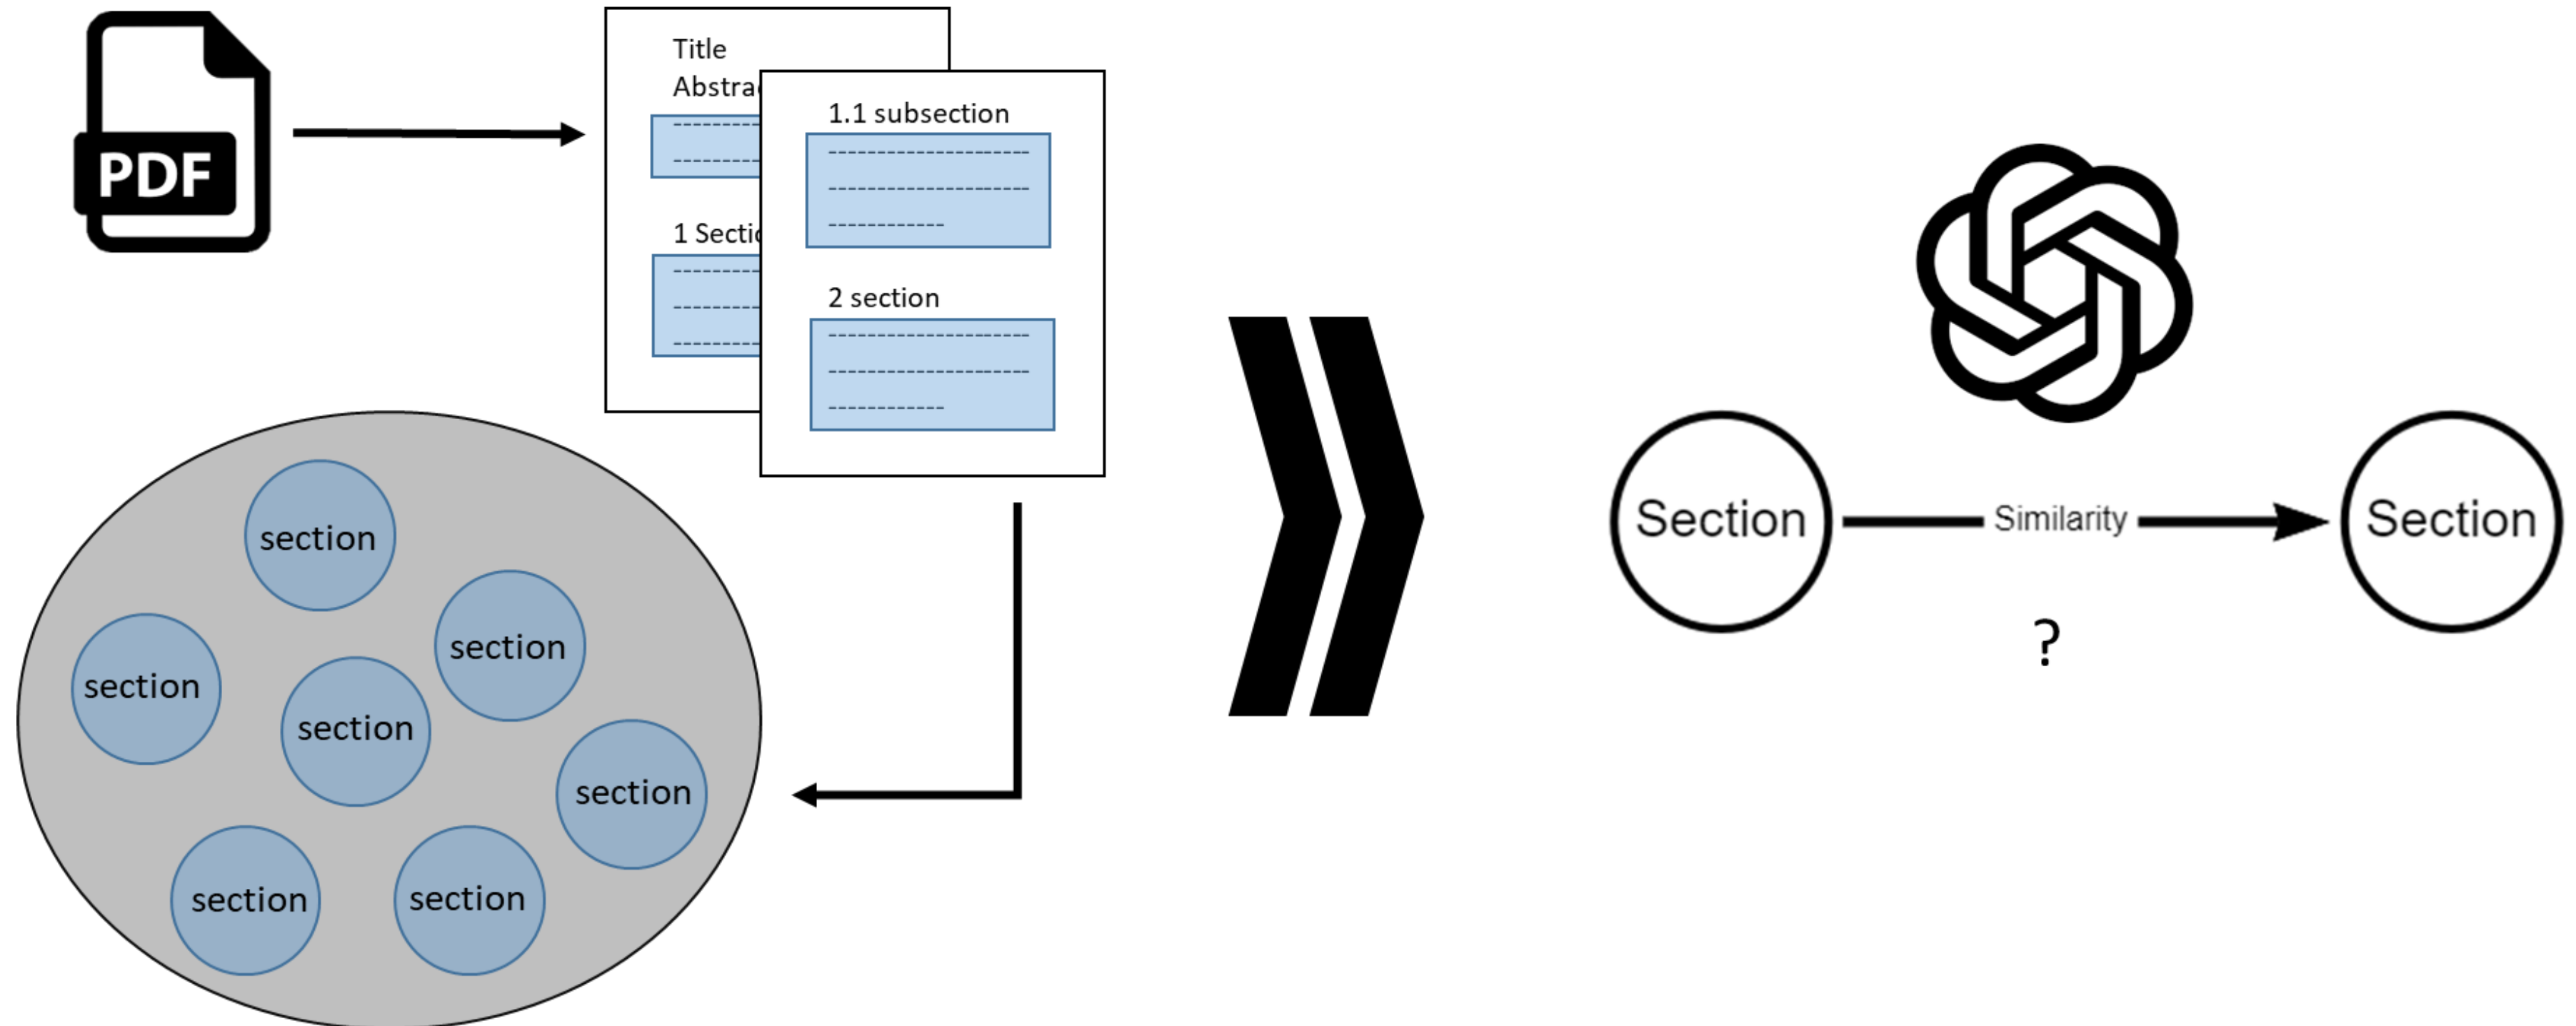 PDF
Title
Abstra
1 Secti
1.1 subsection
---------------------
---------------------
------------
2 section
---------------------
---------------------
------------
section
section
section
section
section
section
section
Section
Similarity
Section
?